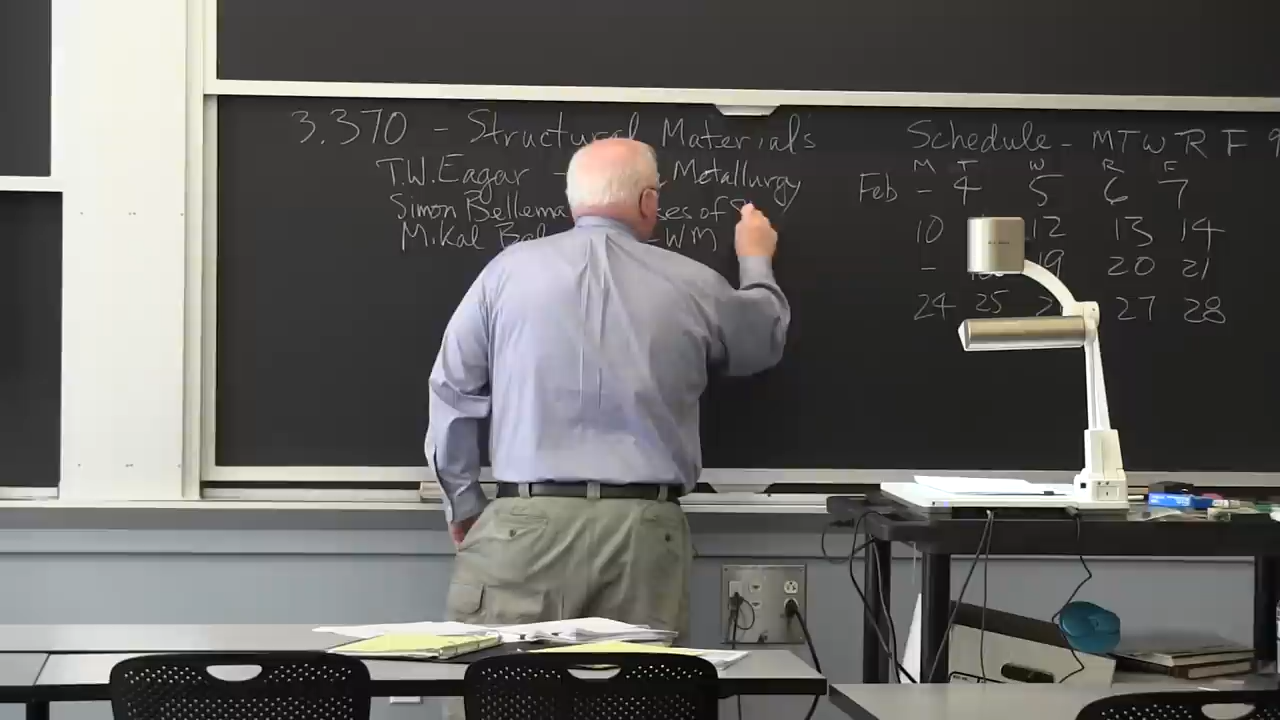 3.370 - Structural Materials
T.W. Eagar - Metallurgy
Simon Bellema
of
Mikal
- WM
Schedule - MTWRF 9
M T W R F
Feb - 4 5 6 7
10 12 13 14
- 19 20 21
24 25 27 28